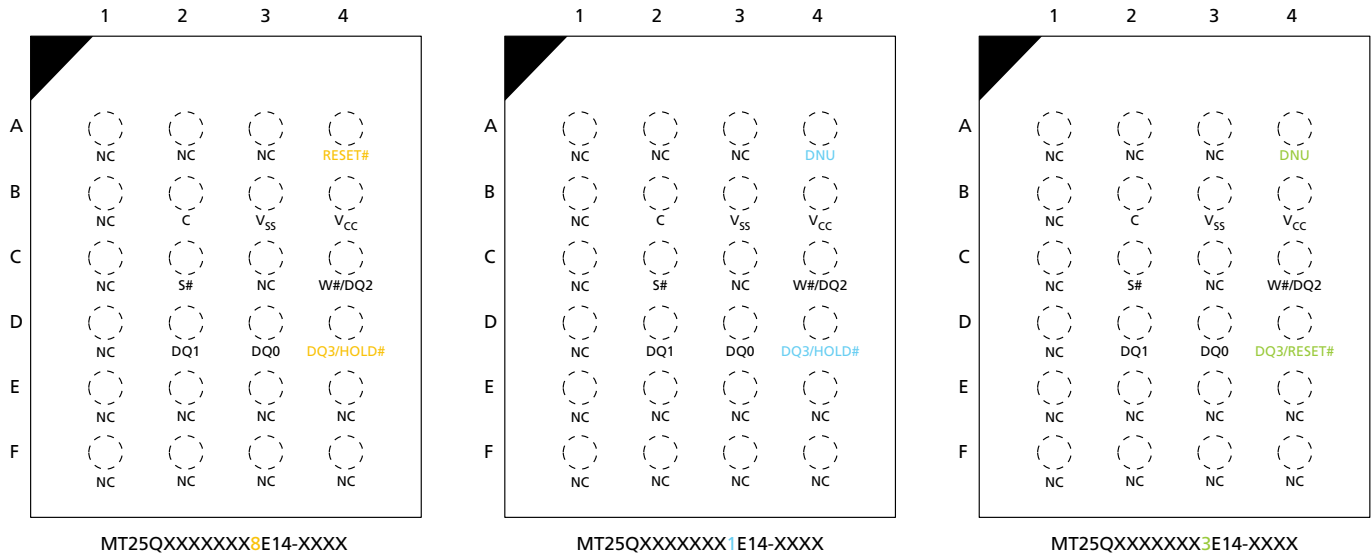 1 2 3 4 1 2 3 4 1 2 3 4
A A A
NC NC NC RESET# NC NC NC DNU NC NC NC DNU
B B B
NC C VSS VCC NC C VSS VCC NC C VSS VCC
C C C
NC S# NC W#/DQ2 NC S# NC W#/DQ2 NC S# NC W#/DQ2
D D D
NC DQ1 DQ0 DQ3/HOLD# NC DQ1 DQ0 DQ3/HOLD# NC DQ1 DQ0 DQ3/RESET#
E E E
NC NC NC NC NC NC NC NC NC NC NC NC
F F F
NC NC NC NC NC NC NC NC NC NC NC NC
MT25QXXXXXXX8E14-XXXX MT25QXXXXXXX1E14-XXXX MT25QXXXXXXX3E14-XXXX